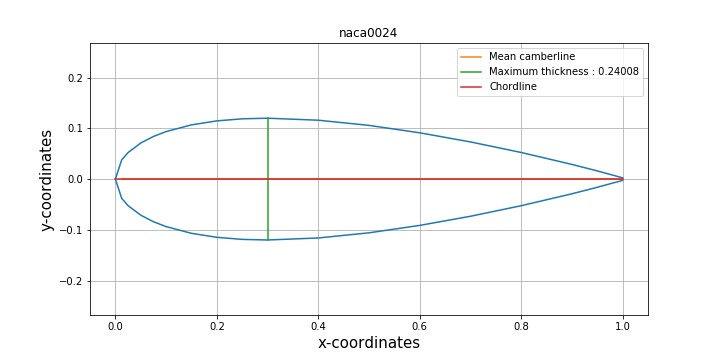 naca0024
Mean camberline
Maximum thickness : 0.24008
Chordline
0.2
0.1
0.0
−0.1
−0.2
y-coordinates
0.0 0.2 0.4 0.6 0.8 1.0
x-coordinates